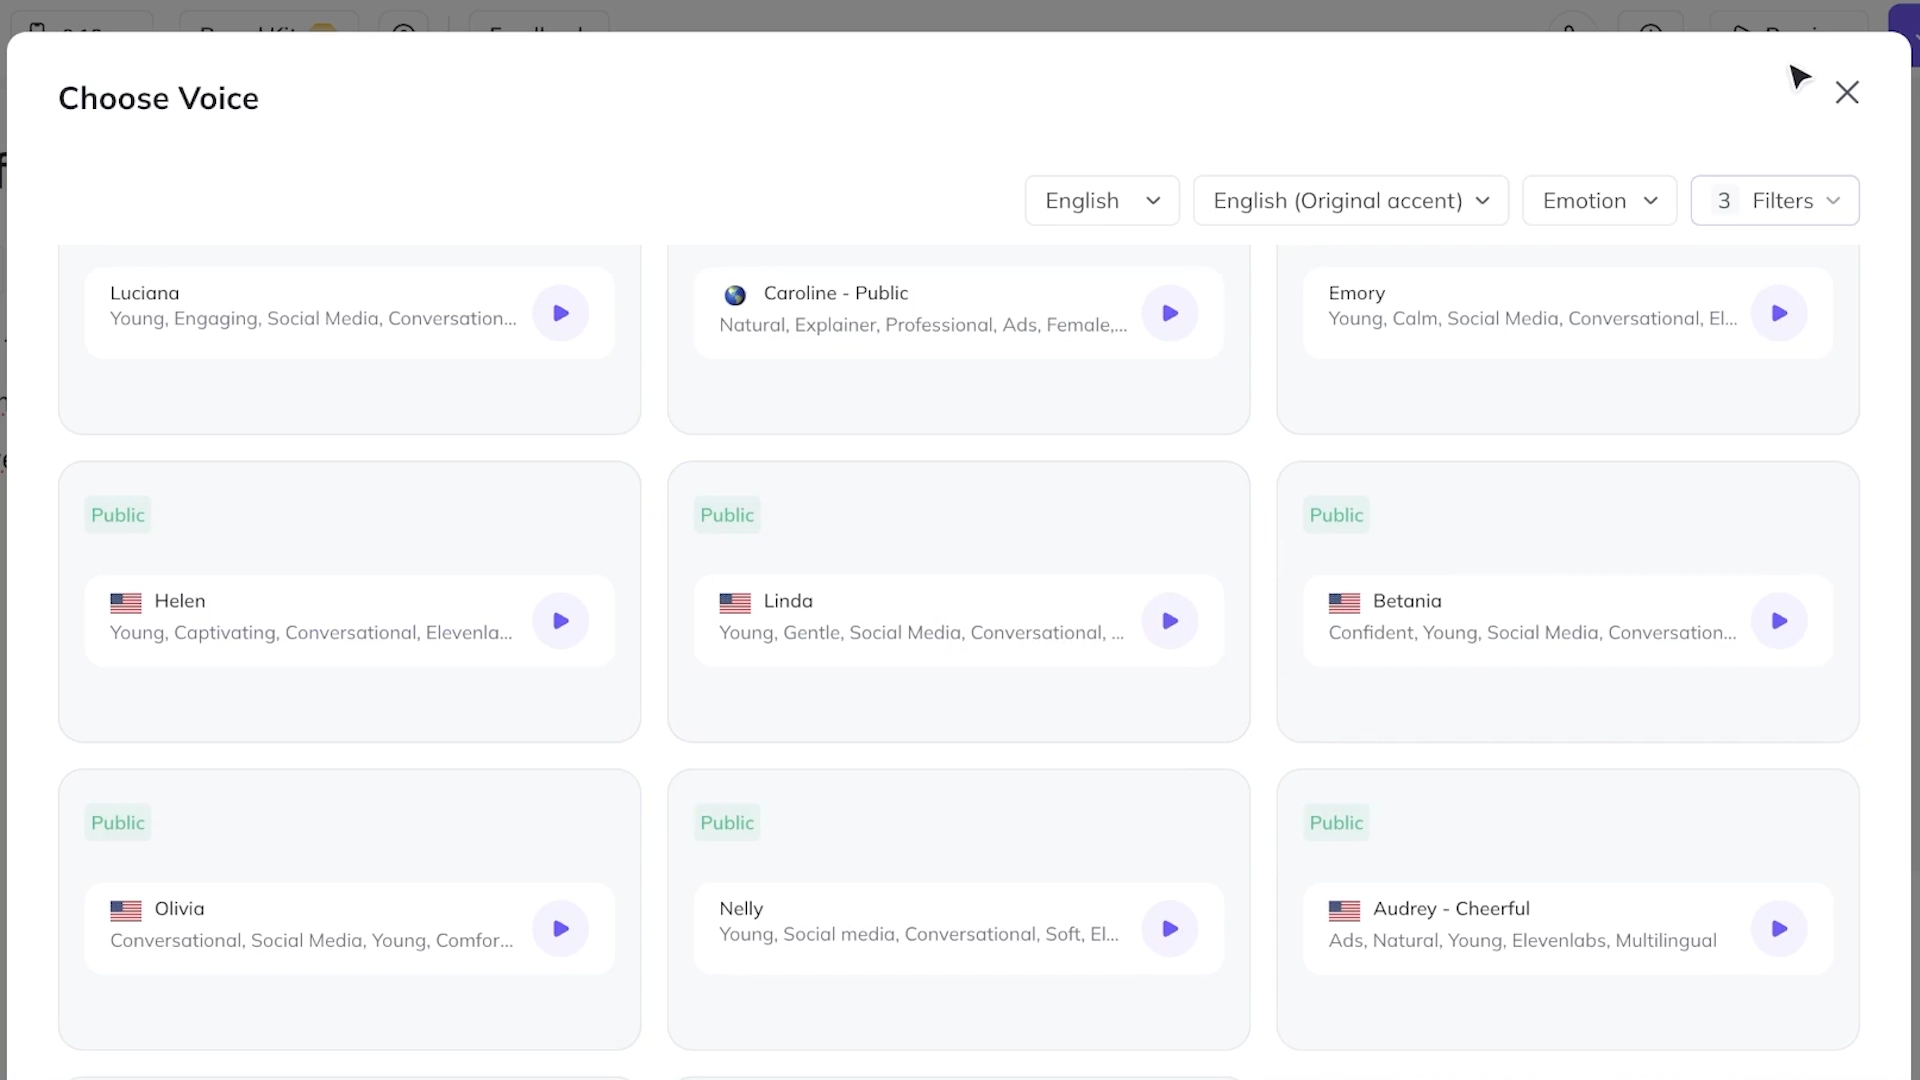 Choose Voice
English
English (Original accent)
Emotion
3 Filters
Luciana
Young, Engaging, Social Media, Conversation...
Caroline - Public
Natural, Explainer, Professional, Ads, Female,...
Emory
Young, Calm, Social Media, Conversational, El...
Public
Helen
Young, Captivating, Conversational, Elevenla...
Public
Linda
Young, Gentle, Social Media, Conversational, ...
Public
Betania
Confident, Young, Social Media, Conversation...
Public
Olivia
Conversational, Social Media, Young, Comfor...
Public
Nelly
Young, Social media, Conversational, Soft, El...
Public
Audrey - Cheerful
Ads, Natural, Young, Elevenlabs, Multilingual